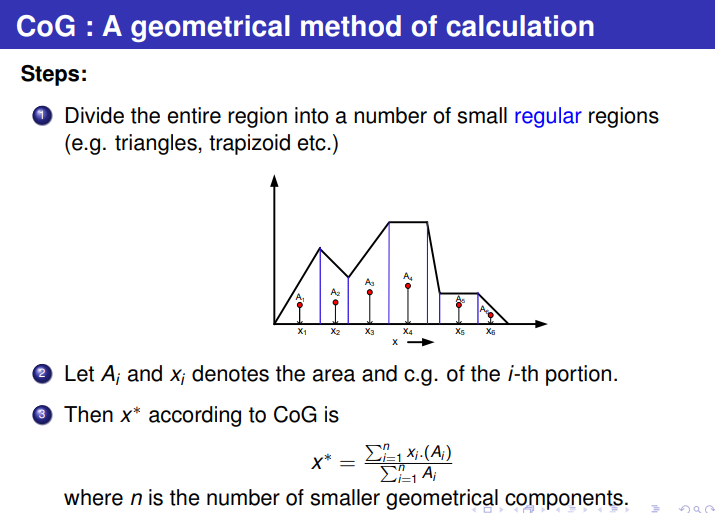 CoG : A geometrical method of calculation
Steps:
1 Divide the entire region into a number of small regular regions
(e.g. triangles, trapizoid etc.)
A₁ A₂ A₃ A₄ A₅ A₆
x₁ x₂ x₃ x₄ x₅ x₆
x
2 Let Aᵢ and xᵢ denotes the area and c.g. of the i-th portion.
3 Then x* according to CoG is
x* = ∑ⁿᵢ₌₁ xᵢ.(Aᵢ) / ∑ⁿᵢ₌₁ Aᵢ
where n is the number of smaller geometrical components.